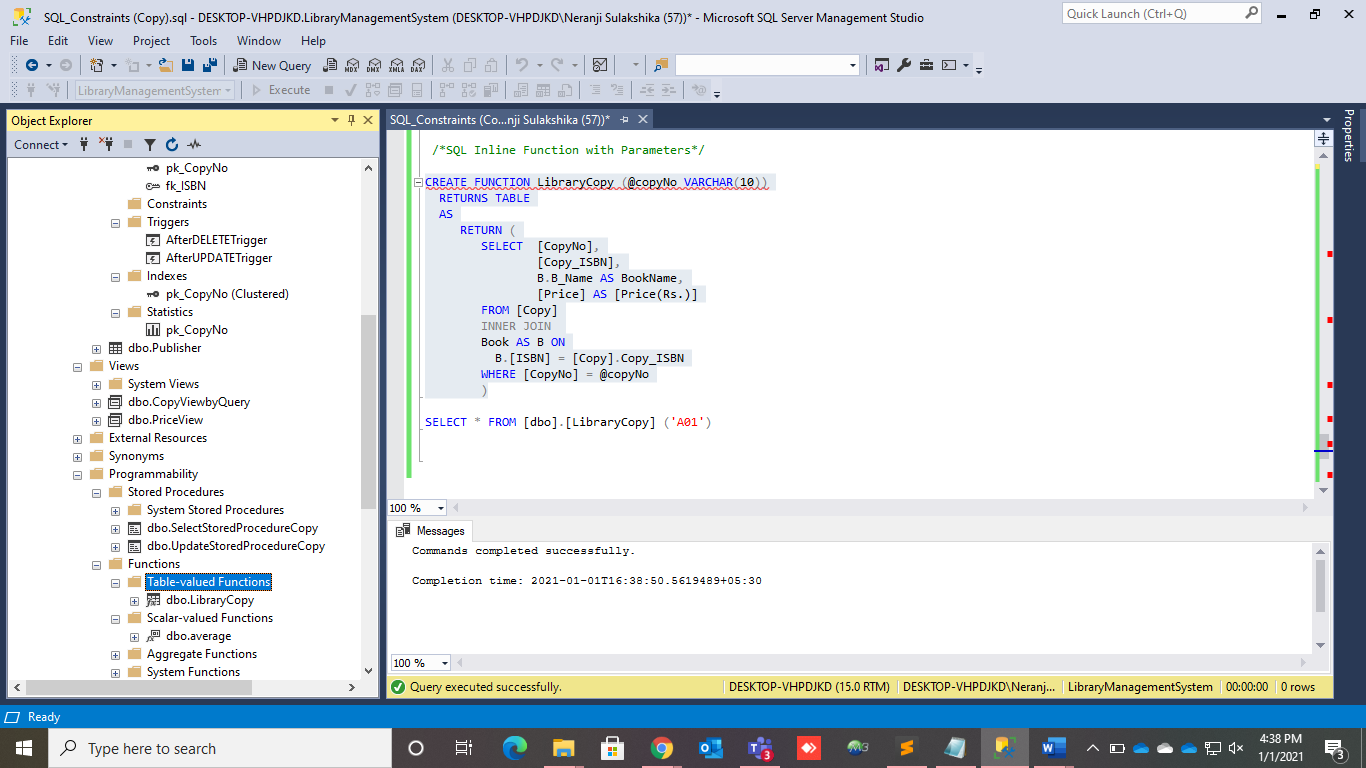 SQL_Constraints (Copy).sql - DESKTOP-VHPDJKD.LibraryManagementSystem (DESKTOP-VHPDJKD\Neranji Sulakshika (57))* - Microsoft SQL Server Management Studio
Quick Launch (Ctrl+Q)
File Edit View Project Tools Window Help
New Query
MDX DMX XMLA DAX
LibraryManagementSystem
Execute
Object Explorer
Connect
pk_CopyNo
fk_ISBN
Constraints
Triggers
AfterDELETETrigger
AfterUPDATETrigger
Indexes
pk_CopyNo (Clustered)
Statistics
pk_CopyNo
dbo.Publisher
Views
System Views
dbo.CopyViewbyQuery
dbo.PriceView
External Resources
Synonyms
Programmability
Stored Procedures
System Stored Procedures
dbo.SelectStoredProcedureCopy
dbo.UpdateStoredProcedureCopy
Functions
Table-valued Functions
dbo.LibraryCopy
Scalar-valued Functions
dbo.average
Aggregate Functions
System Functions
SQL_Constraints (Co...nji Sulakshika (57))*
/*SQL Inline Function with Parameters*/
CREATE FUNCTION LibraryCopy (@copyNo VARCHAR(10))
RETURNS TABLE
AS
RETURN (
SELECT [CopyNo],
[Copy_ISBN],
B.B_Name AS BookName,
[Price] AS [Price(Rs.)]
FROM [Copy]
INNER JOIN
Book AS B ON
B.[ISBN] = [Copy].Copy_ISBN
WHERE [CopyNo] = @copyNo
)
SELECT * FROM [dbo].[LibraryCopy] ('A01')
100 %
Messages
Commands completed successfully.
Completion time: 2021-01-01T16:38:50.5619489+05:30
100 %
Query executed successfully.
DESKTOP-VHPDJKD (15.0 RTM)
DESKTOP-VHPDJKD\Neranj...
LibraryManagementSystem
00:00:00
0 rows
Properties
Ready
Type here to search
3
4:38 PM
1/1/2021
3